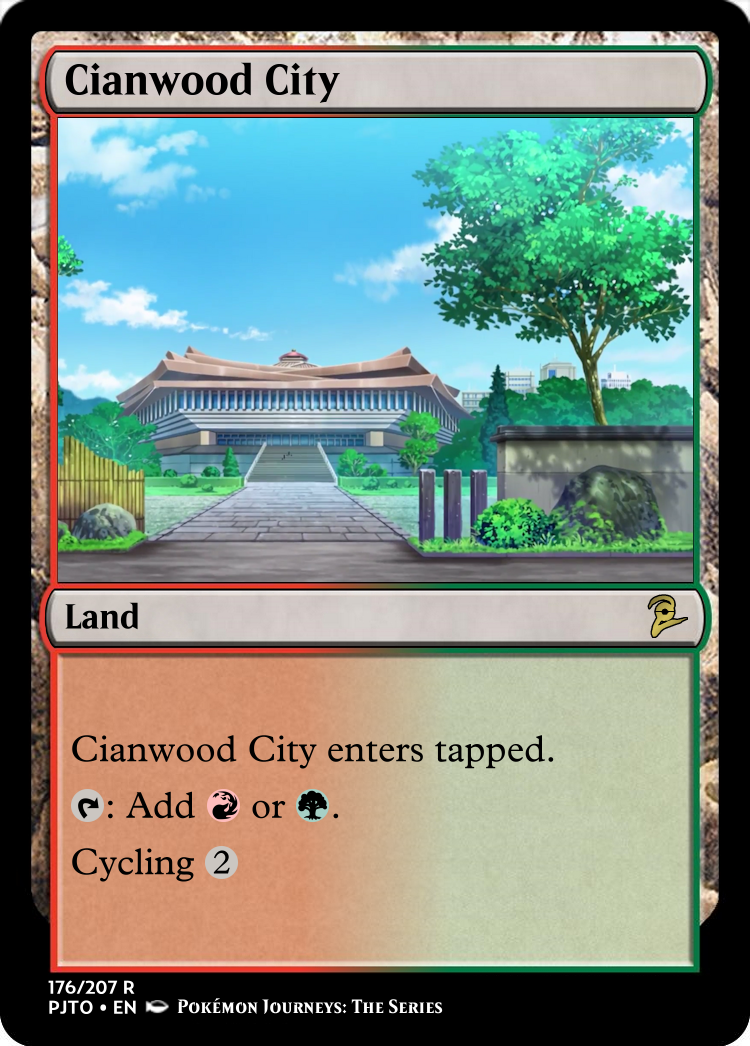 Cianwood City
Land
Cianwood City enters tapped.
: Add or .
Cycling 2
176/207 R
PJTO • EN Pokémon Journeys: The Series